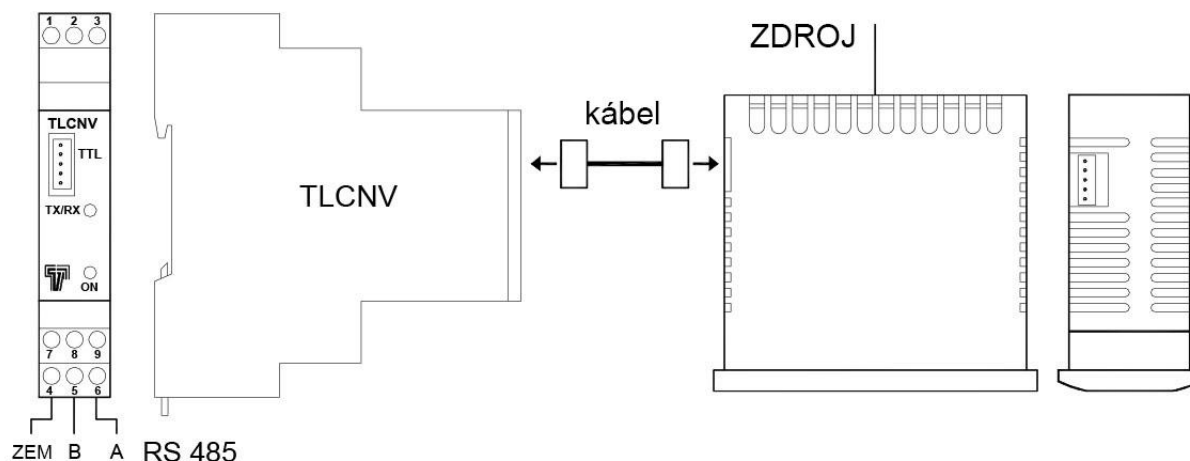 1 2 3
TLCNV
TTL
TX/RX
ON
7 8 9
4 5 6
ZEM B A RS 485
TLCNV
kábel
ZDROJ